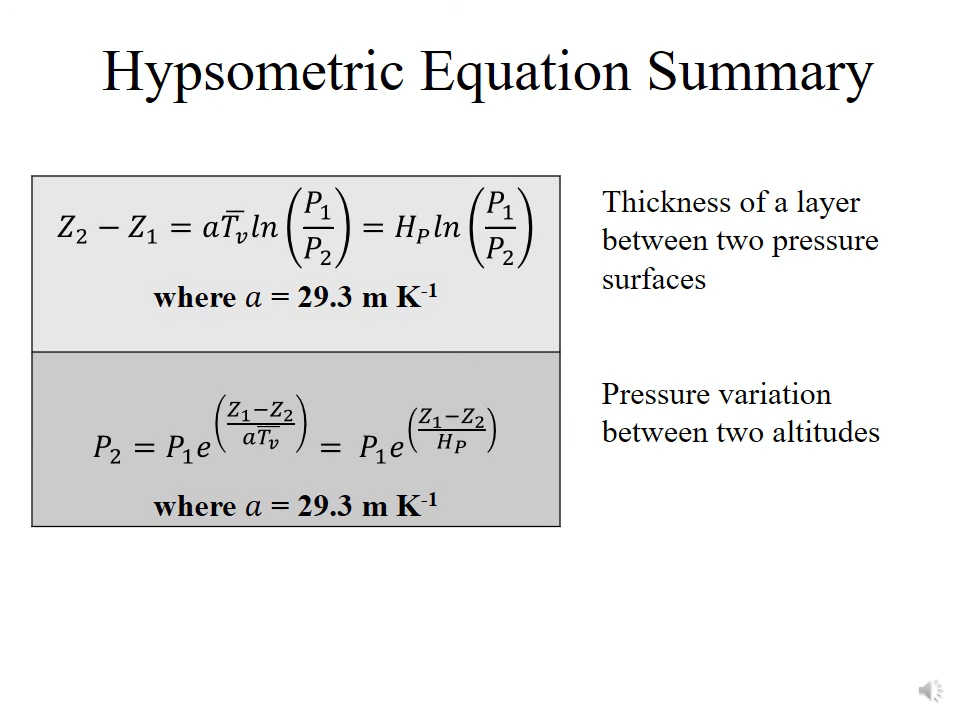 Hypsometric Equation Summary
𝑍₂ − 𝑍₁ = 𝑎T̅ᵥ𝑙𝑛(P₁/P₂) = H_P 𝑙𝑛(P₁/P₂)
where 𝑎 = 29.3 m K⁻¹
Thickness of a layer
between two pressure
surfaces
P₂ = P₁e^((Z₁−Z₂)/(aT̅ᵥ)) = P₁e^((Z₁−Z₂)/H_P)
where 𝑎 = 29.3 m K⁻¹
Pressure variation
between two altitudes